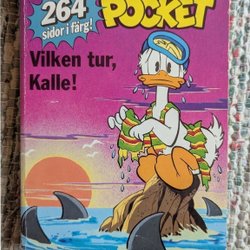 264
sidor i färg!
POCKET
Vilken tur,
Kalle!